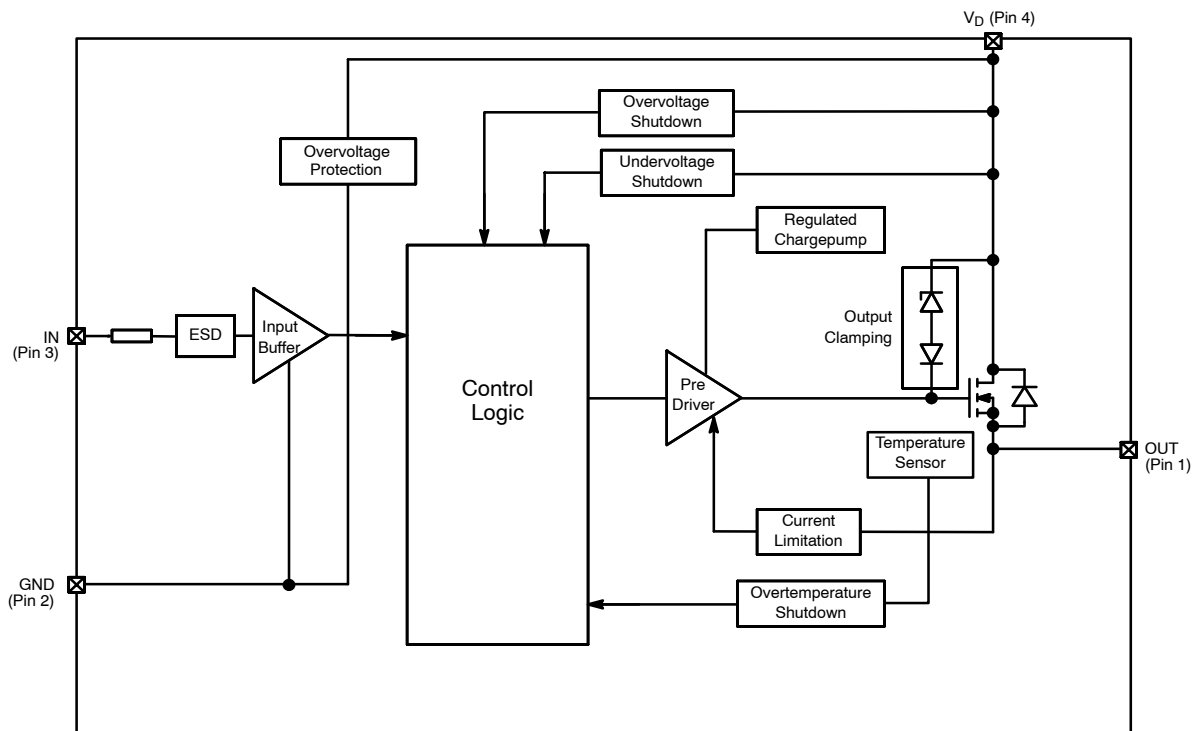 V_D (Pin 4)
Overvoltage
Shutdown
Overvoltage
Protection
Undervoltage
Shutdown
Regulated
Chargepump
IN
(Pin 3)
ESD
Input
Buffer
Output
Clamping
Control
Logic
Pre
Driver
Temperature
Sensor
OUT
(Pin 1)
Current
Limitation
GND
(Pin 2)
Overtemperature
Shutdown